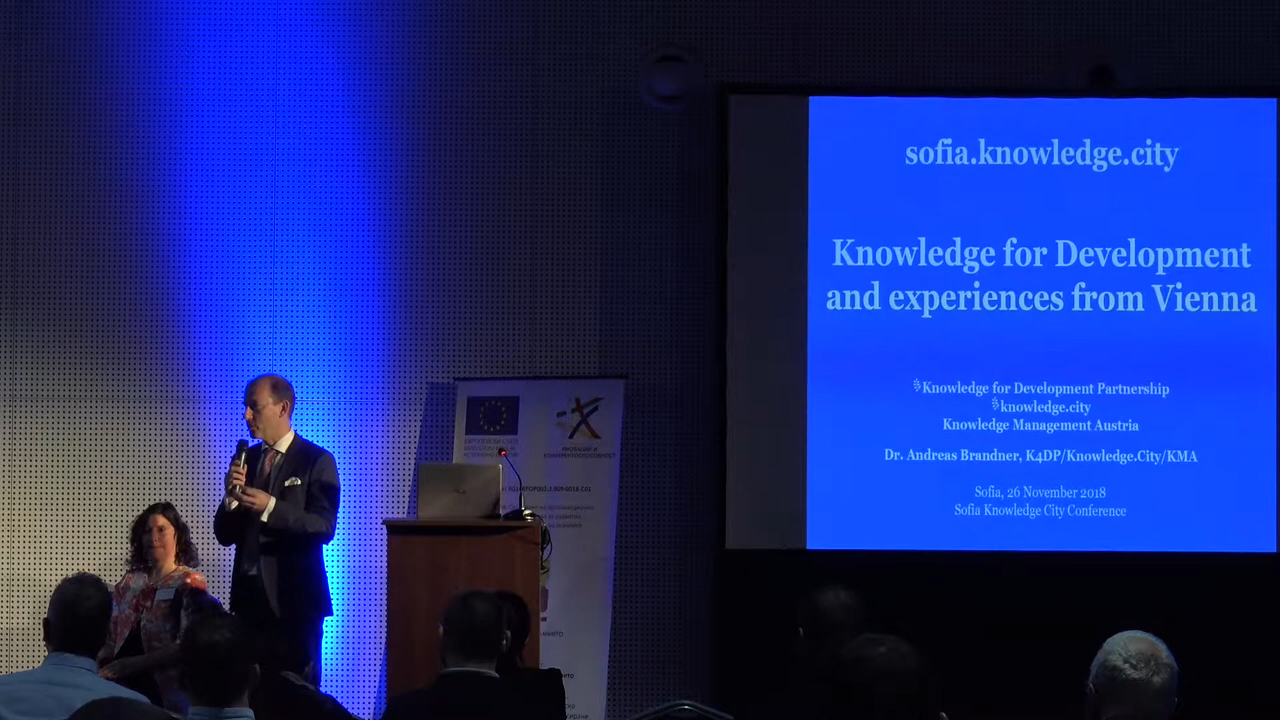 sofia.knowledge.city
Knowledge for Development
and experiences from Vienna
Knowledge for Development Partnership
knowledge.city
Knowledge Management Austria
Dr. Andreas Brandner, K4DP/Knowledge.City/KMA
Sofia, 26 November 2018
Sofia Knowledge City Conference
ИНОВАЦИИ И